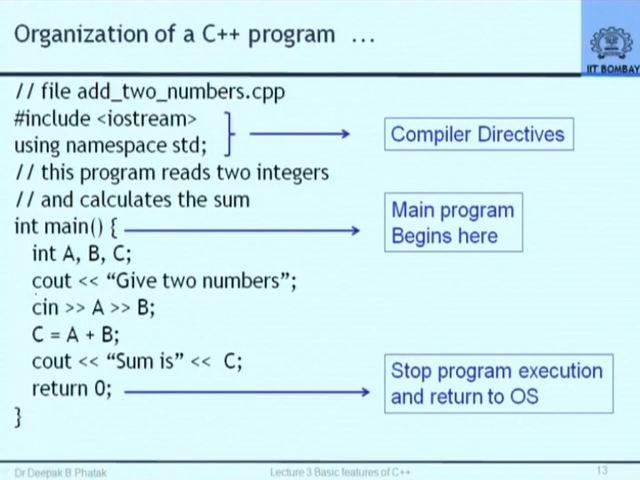 Organization of a C++ program ...
IIT BOMBAY
// file add_two_numbers.cpp
#include <iostream>
using namespace std;
Compiler Directives
// this program reads two integers
// and calculates the sum
int main() {
Main program
Begins here
int A, B, C;
cout << “Give two numbers”;
cin >> A >> B;
C = A + B;
cout << “Sum is” << C;
return 0;
Stop program execution
and return to OS
}
Dr Deepak B Phatak
Lecture 3 Basic features of C++
13